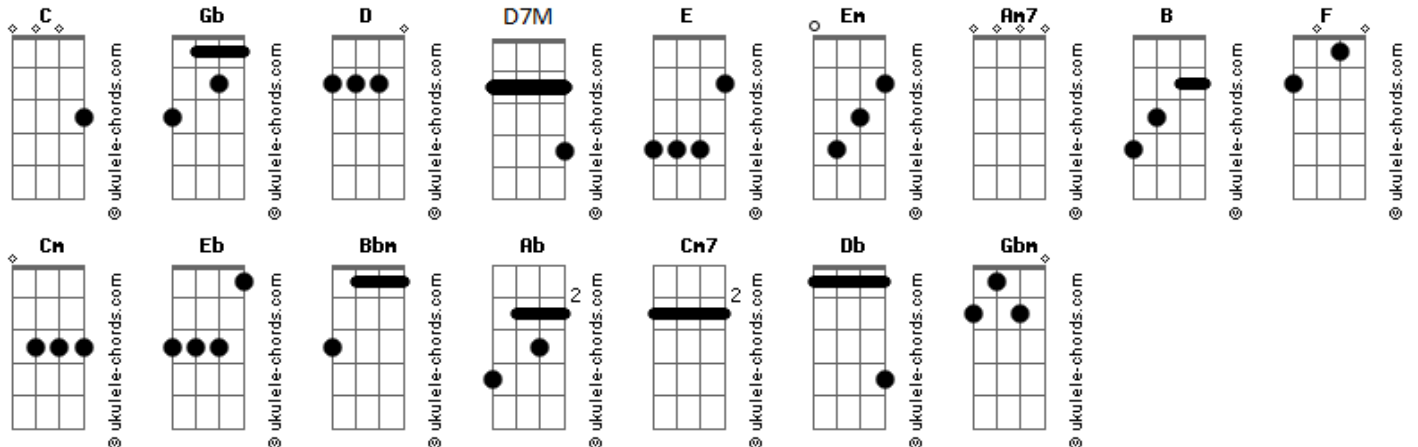 C Gb D D7M E Em Am7 B F
© ukulele-chords.com © ukulele-chords.com © ukulele-chords.com © ukulele-chords.com © ukulele-chords.com © ukulele-chords.com © ukulele-chords.com © ukulele-chords.com © ukulele-chords.com
Cm Eb Bbm Ab Cm7 Db Gbm
2 2
© ukulele-chords.com © ukulele-chords.com © ukulele-chords.com © ukulele-chords.com © ukulele-chords.com © ukulele-chords.com © ukulele-chords.com